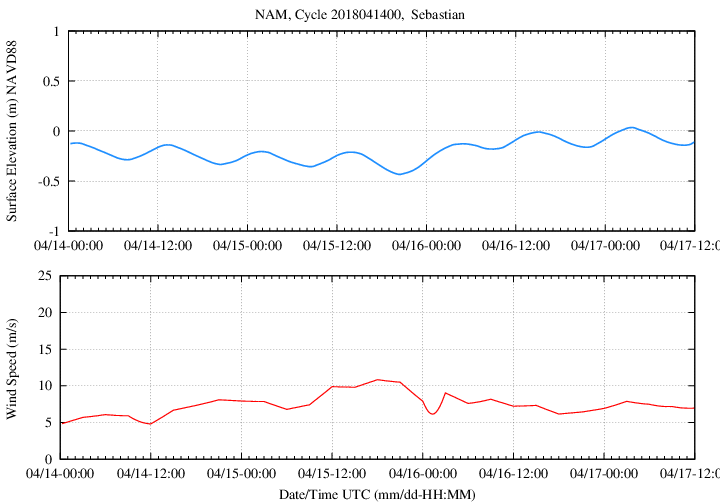 NAM, Cycle 2018041400,  Sebastian
Surface Elevation (m) NAVD88
1
0.5
0
-0.5
-1
04/14-00:00 04/14-12:00 04/15-00:00 04/15-12:00 04/16-00:00 04/16-12:00 04/17-00:00 04/17-12:0
Wind Speed (m/s)
25
20
15
10
5
0
04/14-00:00 04/14-12:00 04/15-00:00 04/15-12:00 04/16-00:00 04/16-12:00 04/17-00:00 04/17-12:0
Date/Time UTC (mm/dd-HH:MM)